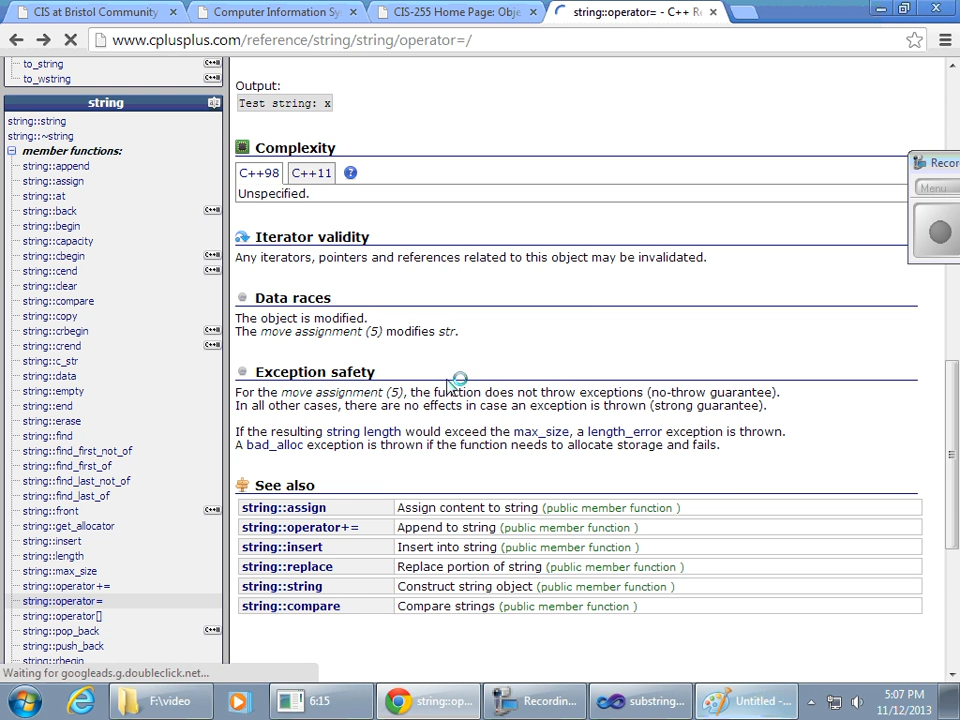 CIS at Bristol Community
Computer Information Sy
CIS-255 Home Page: Obje
string::operator= - C++ Re
www.cplusplus.com/reference/string/string/operator=/
to_string
to_wstring
string
string::string
string::~string
member functions:
string::append
string::assign
string::at
string::back
string::begin
string::capacity
string::cbegin
string::cend
string::clear
string::compare
string::copy
string::crbegin
string::crend
string::c_str
string::data
string::empty
string::end
string::erase
string::find
string::find_first_not_of
string::find_first_of
string::find_last_not_of
string::find_last_of
string::front
string::get_allocator
string::insert
string::length
string::max_size
string::operator+=
string::operator=
string::operator[]
string::pop_back
string::push_back
string::rbegin
Waiting for googleads.g.doubleclick.net...
Output:
Test string: x
Complexity
C++98 C++11 ?
Unspecified.
Iterator validity
Any iterators, pointers and references related to this object may be invalidated.
Data races
The object is modified.
The move assignment (5) modifies str.
Exception safety
For the move assignment (5), the function does not throw exceptions (no-throw guarantee).
In all other cases, there are no effects in case an exception is thrown (strong guarantee).
If the resulting string length would exceed the max_size, a length_error exception is thrown.
A bad_alloc exception is thrown if the function needs to allocate storage and fails.
See also
string::assign Assign content to string (public member function )
string::operator+= Append to string (public member function )
string::insert Insert into string (public member function )
string::replace Replace portion of string (public member function )
string::string Construct string object (public member function )
string::compare Compare strings (public member function )
Recor
Menu
F:\video
6:15
string::op...
Recordin...
substring...
Untitled -...
5:07 PM
11/12/2013